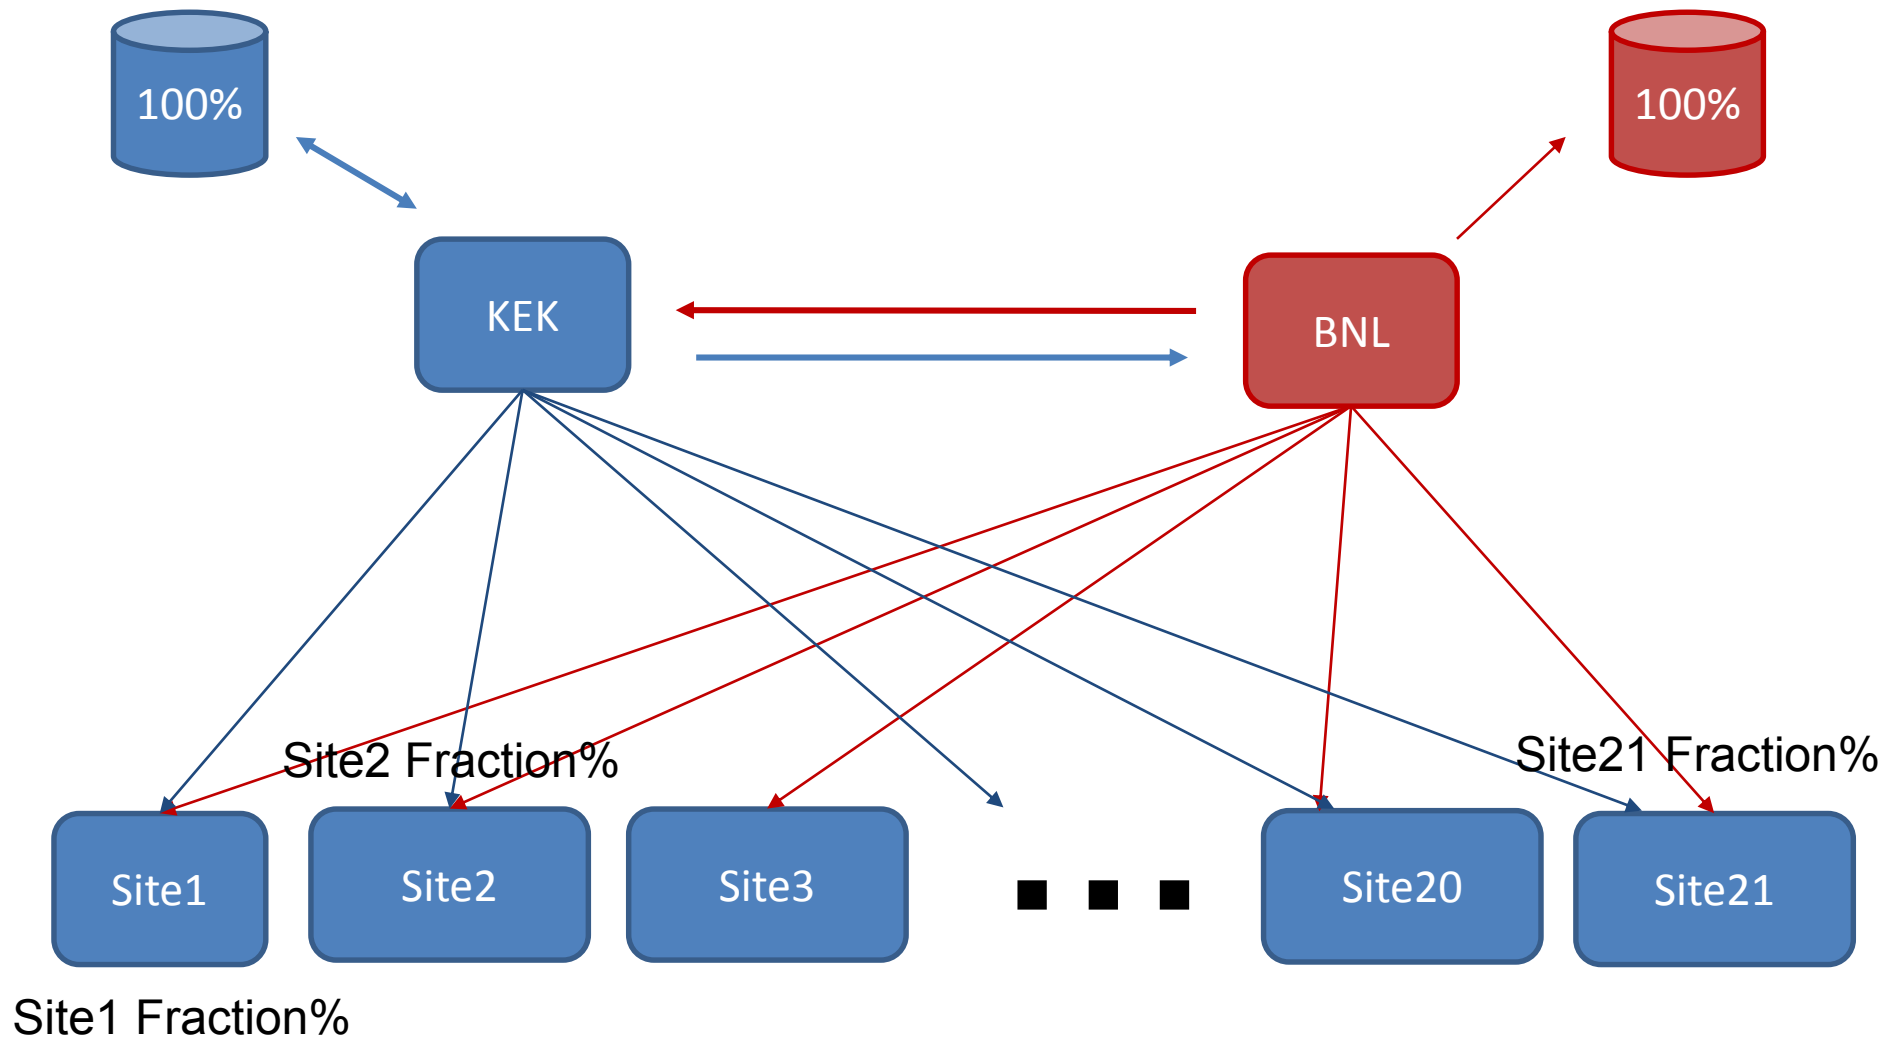 100%
100%
KEK
BNL
Site2 Fraction%
Site21 Fraction%
Site1
Site2
Site3
Site20
Site21
Site1 Fraction%